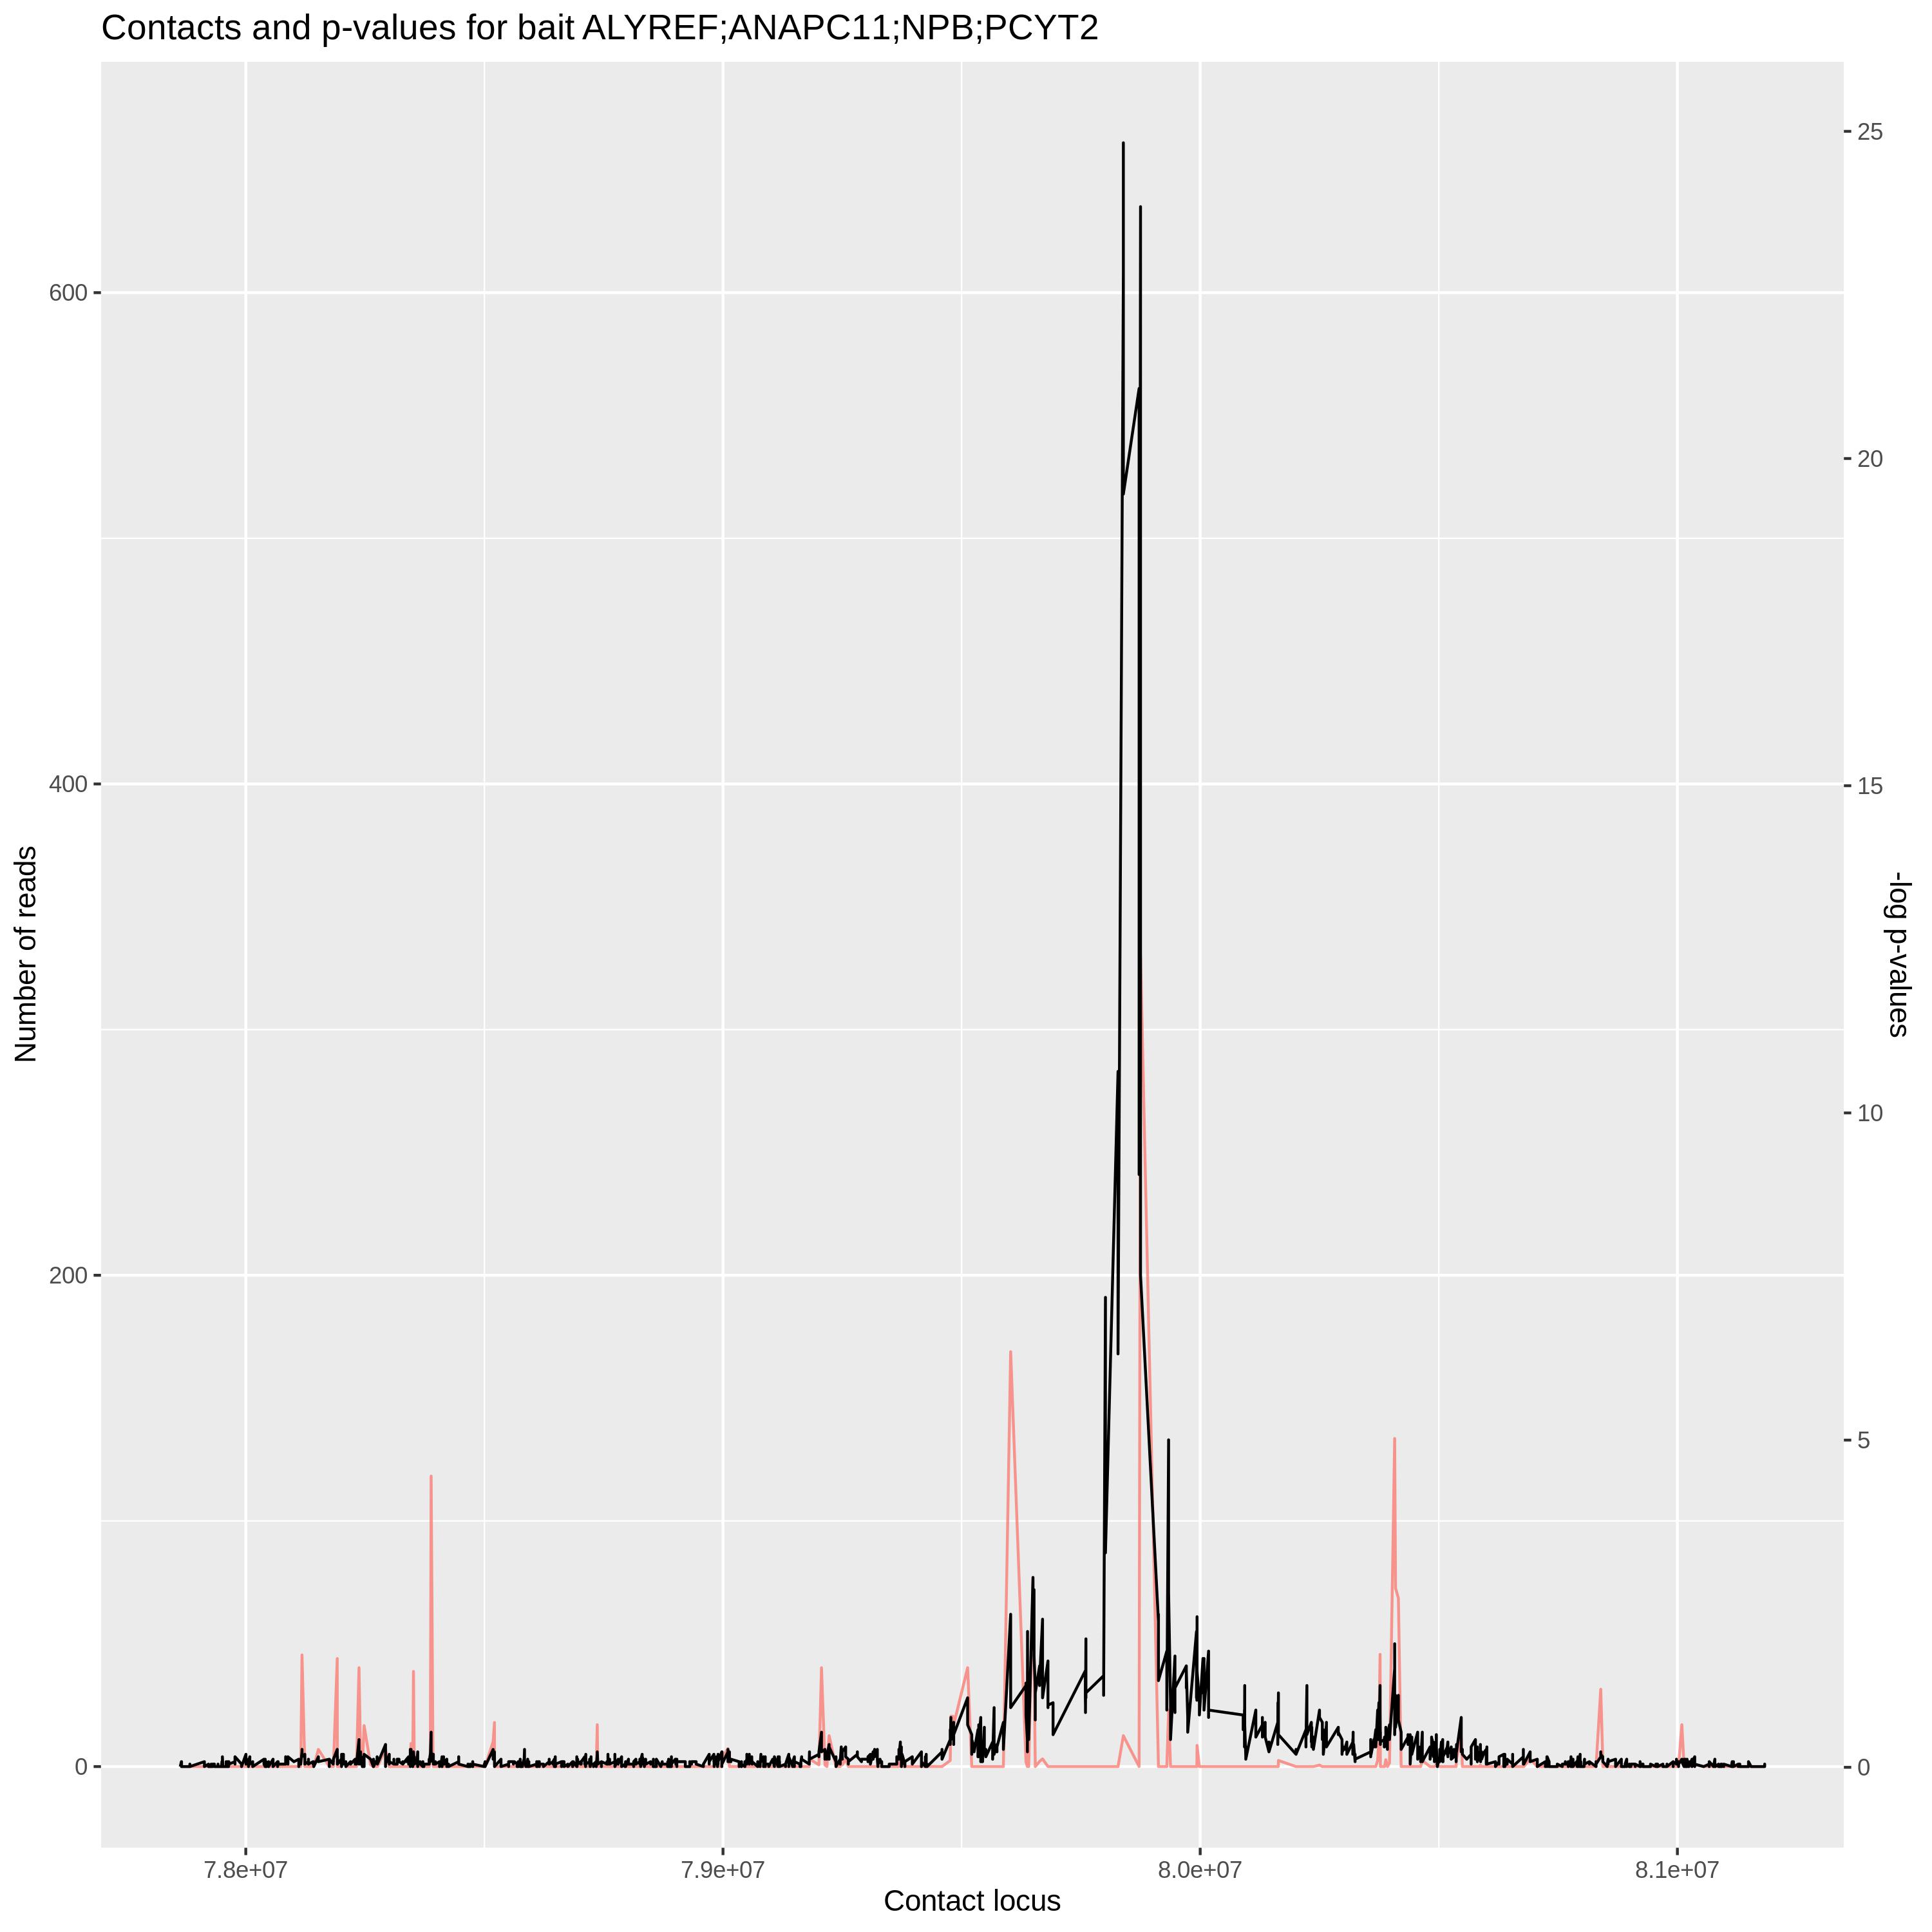 Contacts and p-values for bait ALYREF;ANAPC11;NPB;PCYT2
600
400
200
0
Number of reads
25
20
15
10
5
0
-log p-values
7.8e+07
7.9e+07
8.0e+07
8.1e+07
Contact locus